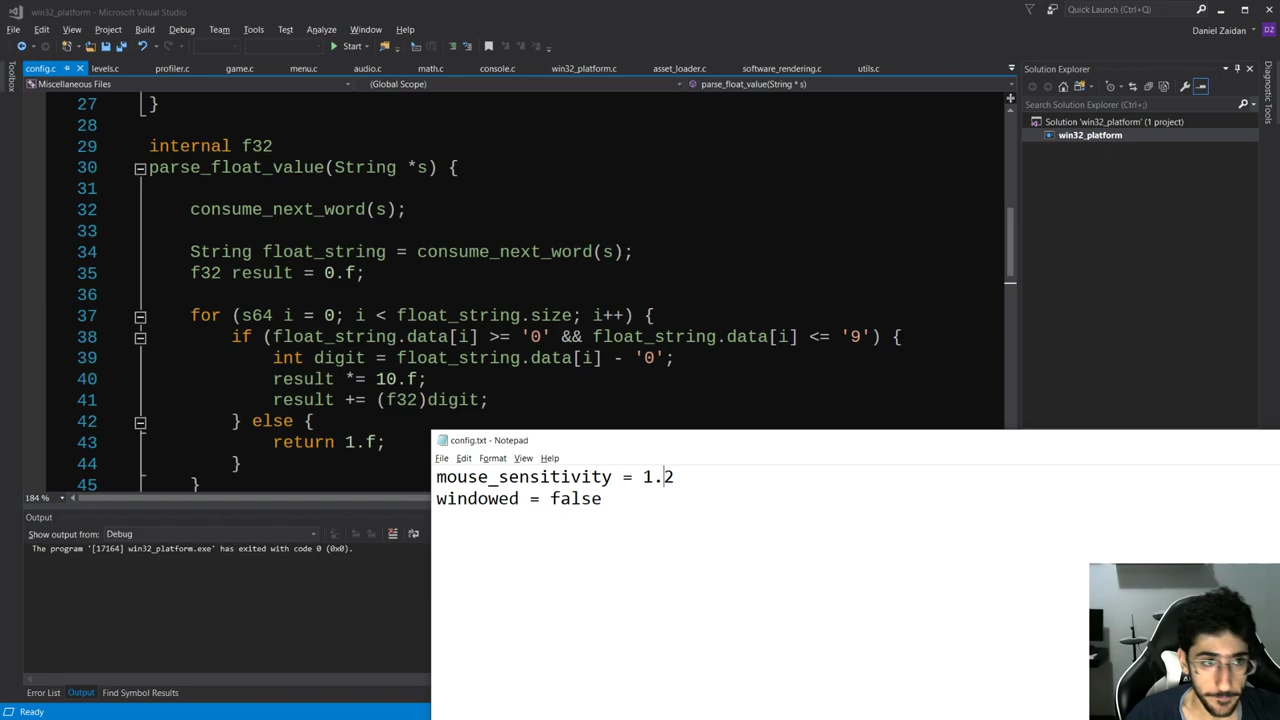 win32_platform - Microsoft Visual Studio
Quick Launch (Ctrl+Q)
File Edit View Project Build Debug Team Tools Test Analyze Window Help
Daniel Zaidan DZ
Start
config.c levels.c profiler.c game.c menu.c audio.c math.c console.c win32_platform.c asset_loader.c software_rendering.c utils.c
Miscellaneous Files (Global Scope) parse_float_value(String * s)
Toolbox
27 }
28
29 internal f32
30 parse_float_value(String *s) {
31
32 consume_next_word(s);
33
34 String float_string = consume_next_word(s);
35 f32 result = 0.f;
36
37 for (s64 i = 0; i < float_string.size; i++) {
38 if (float_string.data[i] >= '0' && float_string.data[i] <= '9') {
39 int digit = float_string.data[i] - '0';
40 result *= 10.f;
41 result += (f32)digit;
42 } else {
43 return 1.f;
44 }
45 }
184 %
Solution Explorer
Search Solution Explorer (Ctrl+;)
Solution 'win32_platform' (1 project)
win32_platform
Diagnostic Tools
Output
Show output from: Debug
The program '[17164] win32_platform.exe' has exited with code 0 (0x0).
Error List Output Find Symbol Results
Ready
config.txt - Notepad
File Edit Format View Help
mouse_sensitivity = 1.2
windowed = false